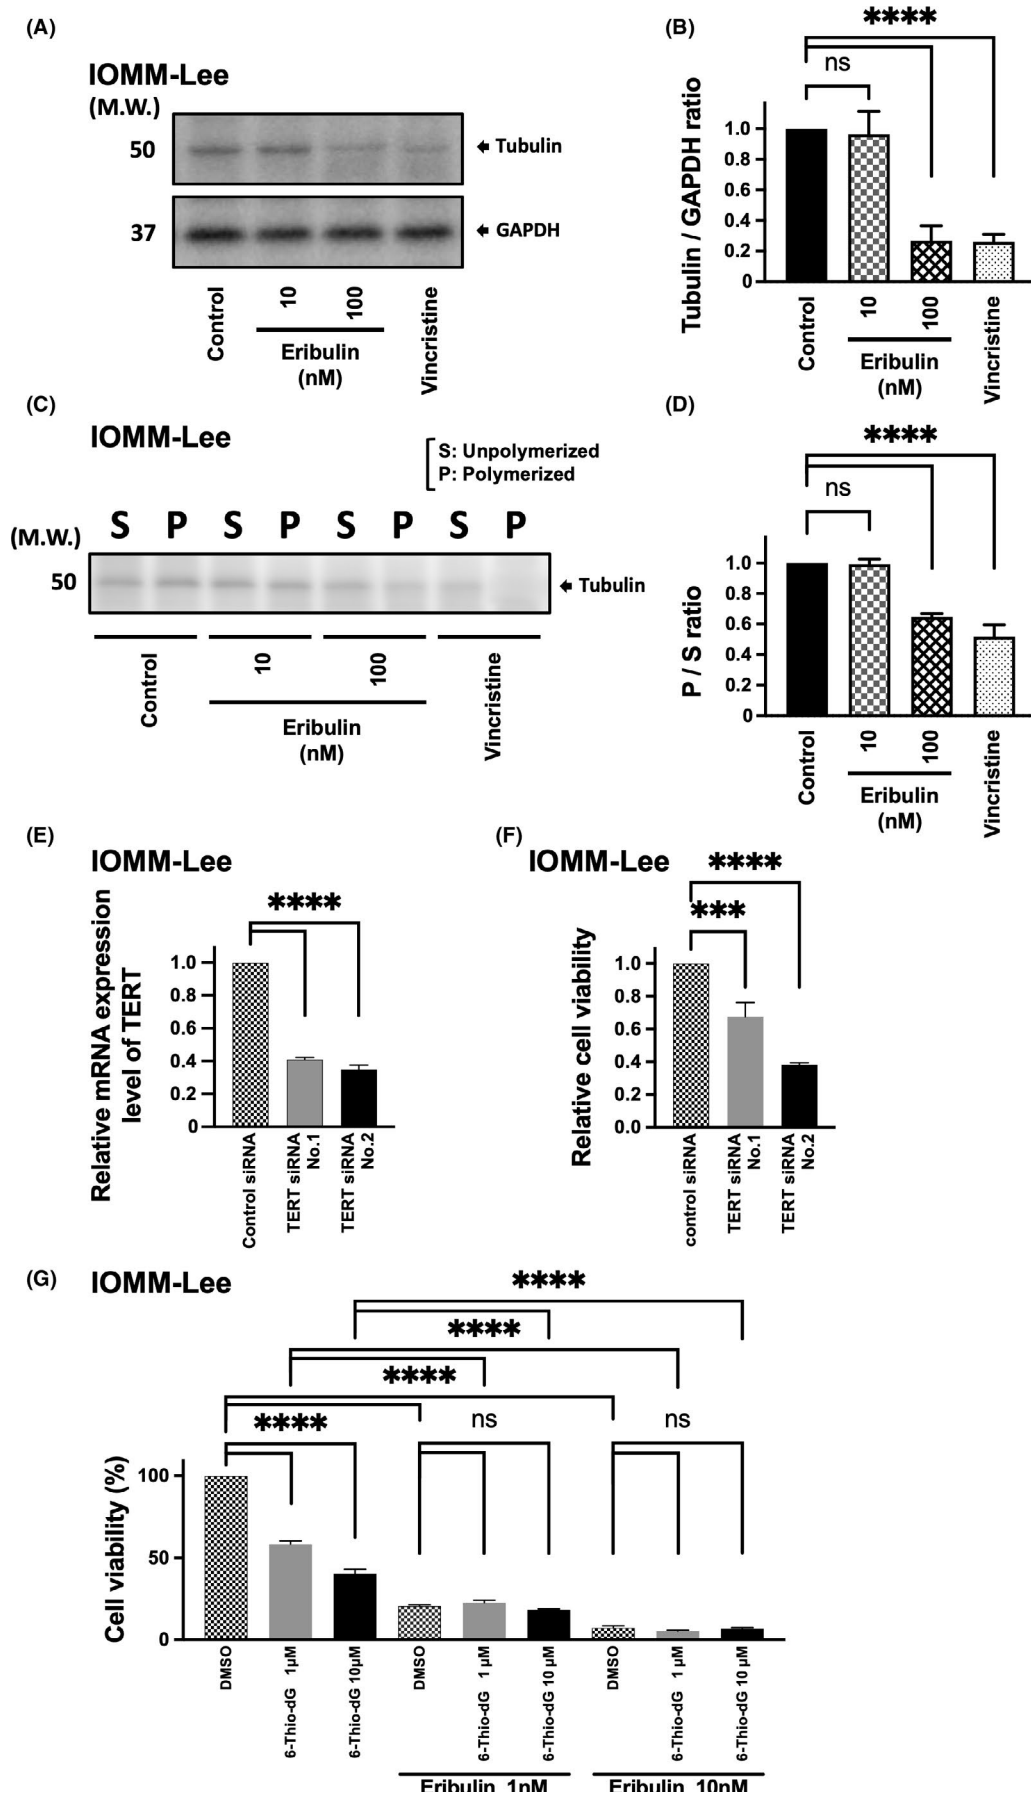 (A)
IOMM-Lee
(M.W.)
50
Tubulin
37
GAPDH
Control
10
100
Vincristine
Eribulin
(nM)
(B)
****
ns
Tubulin / GAPDH ratio
1.0
0.8
0.6
0.4
0.2
0
Control
10
100
Vincristine
Eribulin
(nM)
(C)
IOMM-Lee
S: Unpolymerized
P: Polymerized
S P S P S P S P
(M.W.)
50
Tubulin
Control
10
100
Vincristine
Eribulin
(nM)
(D)
****
ns
P / S ratio
1.0
0.8
0.6
0.4
0.2
0
Control
10
100
Vincristine
Eribulin
(nM)
(E)
IOMM-Lee
****
Relative mRNA expression
level of TERT
1.0
0.8
0.6
0.4
0.2
0
Control siRNA
TERT siRNA
No.1
TERT siRNA
No.2
(F)
IOMM-Lee
****
***
Relative cell viability
1.0
0.8
0.6
0.4
0.2
0.0
control siRNA
TERT siRNA
No.1
TERT siRNA
No.2
(G)
IOMM-Lee
****
****
****
****
ns
ns
Cell viability (%)
100
50
0
DMSO
6-Thio-dG 1μM
6-Thio-dG 10μM
DMSO
6-Thio-dG 1 μM
6-Thio-dG 10 μM
DMSO
6-Thio-dG 1 μM
6-Thio-dG 10 μM
Eribulin 1nM
Eribulin 10nM